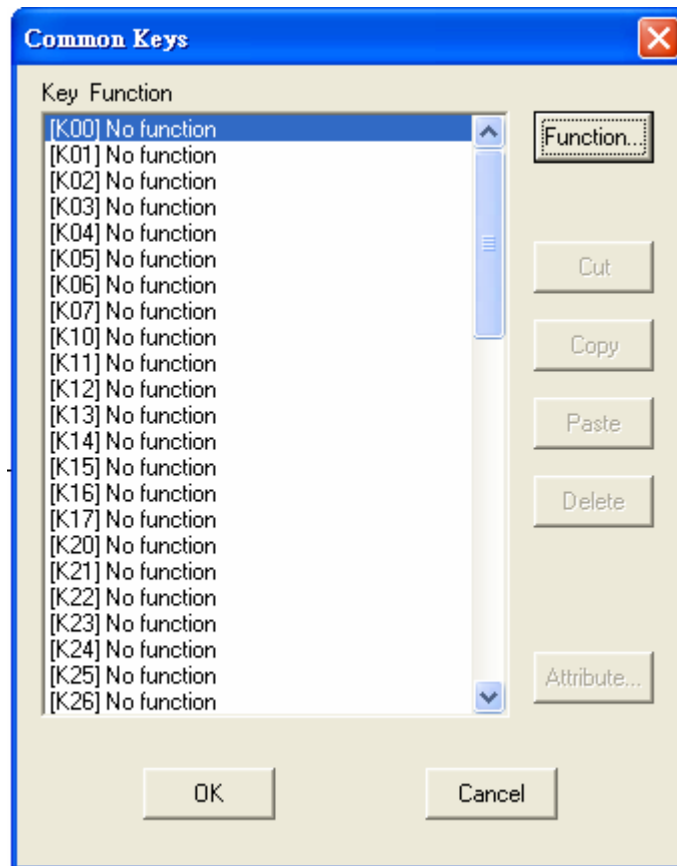 Common Keys
Key Function
[K00] No function
[K01] No function
[K02] No function
[K03] No function
[K04] No function
[K05] No function
[K06] No function
[K07] No function
[K10] No function
[K11] No function
[K12] No function
[K13] No function
[K14] No function
[K15] No function
[K16] No function
[K17] No function
[K20] No function
[K21] No function
[K22] No function
[K23] No function
[K24] No function
[K25] No function
[K26] No function
Function...
Cut
Copy
Paste
Delete
Attribute...
OK
Cancel